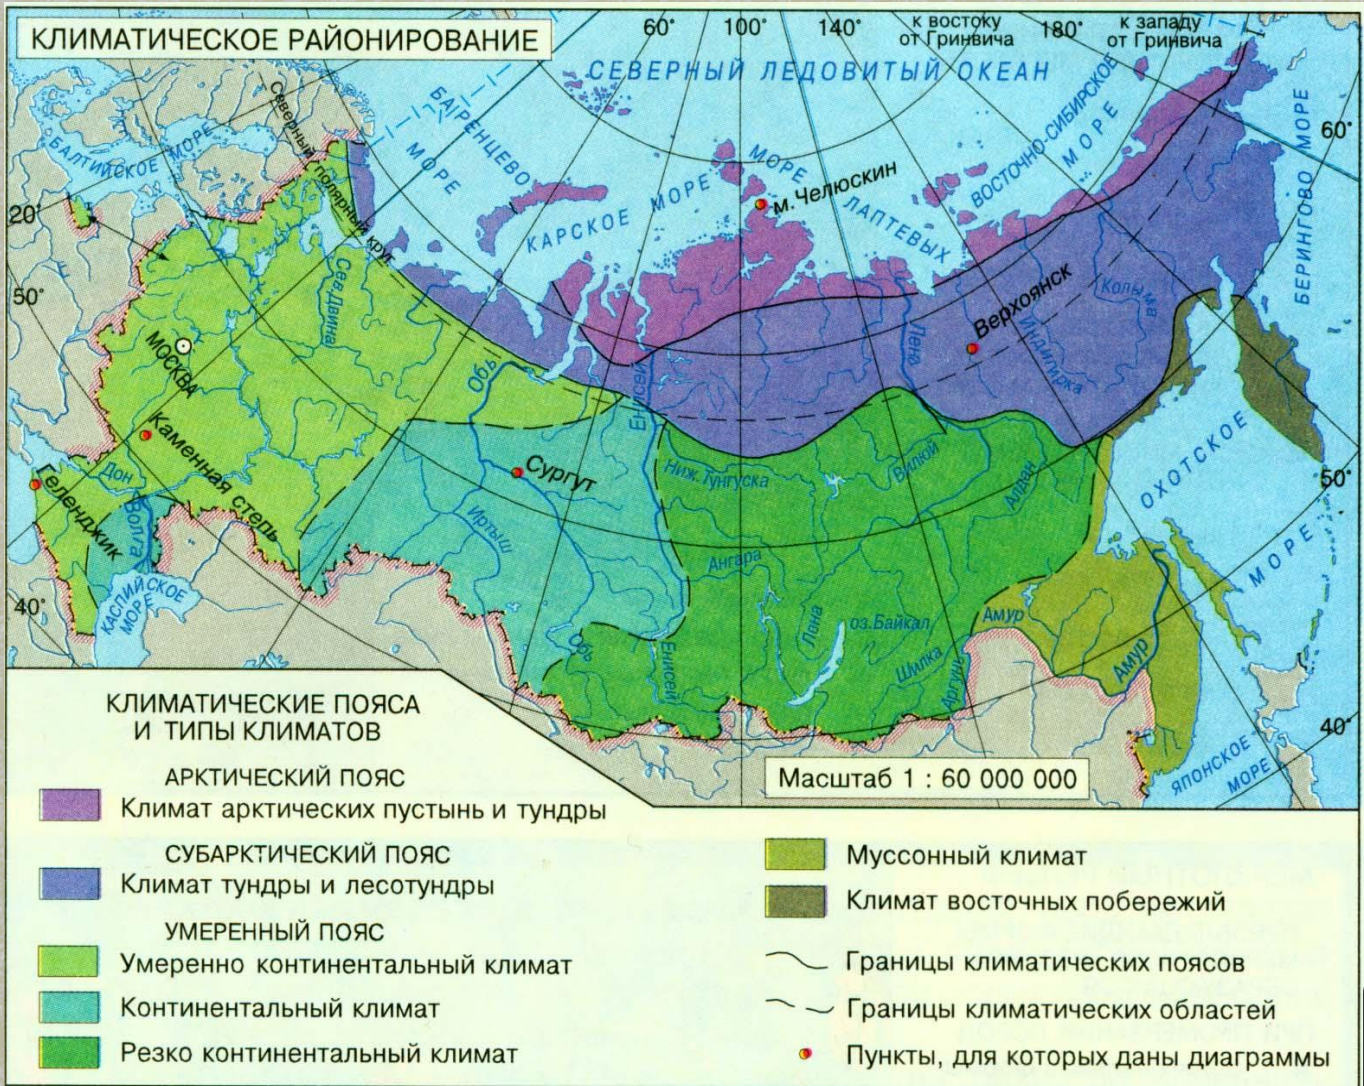 КЛИМАТИЧЕСКОЕ РАЙОНИРОВАНИЕ
60°
100°
140°
к востоку
от Гринвича
180°
к западу
от Гринвича
СЕВЕРНЫЙ ЛЕДОВИТЫЙ ОКЕАН
БАЛТИЙСКОЕ МОРЕ
Северный полярный круг
БАРЕНЦЕВО МОРЕ
КАРСКОЕ МОРЕ
МОРЕ ЛАПТЕВЫХ
м. Челюскин
ВОСТОЧНО-СИБИРСКОЕ МОРЕ
БЕРИНГОВО МОРЕ
60°
20°
50°
40°
Сев.Двина
МОСКВА
Каменная степь
Геленджик
Дон
Волга
КАСПИЙСКОЕ
МОРЕ
Обь
Енисей
Сургут
Иртыш
Обь
Енисей
Ниж.Тунгуска
Ангара
Лена
Вилюй
Алдан
Верхоянск
Индигирка
Колыма
Лена
оз.Байкал
Шилка
Аргунь
Амур
Амур
ОХОТСКОЕ МОРЕ
50°
40°
ЯПОНСКОЕ
МОРЕ
Масштаб 1 : 60 000 000
КЛИМАТИЧЕСКИЕ ПОЯСА
И ТИПЫ КЛИМАТОВ
АРКТИЧЕСКИЙ ПОЯС
Климат арктических пустынь и тундры
СУБАРКТИЧЕСКИЙ ПОЯС
Климат тундры и лесотундры
УМЕРЕННЫЙ ПОЯС
Умеренно континентальный климат
Континентальный климат
Резко континентальный климат
Муссонный климат
Климат восточных побережий
Границы климатических поясов
Границы климатических областей
Пункты, для которых даны диаграммы